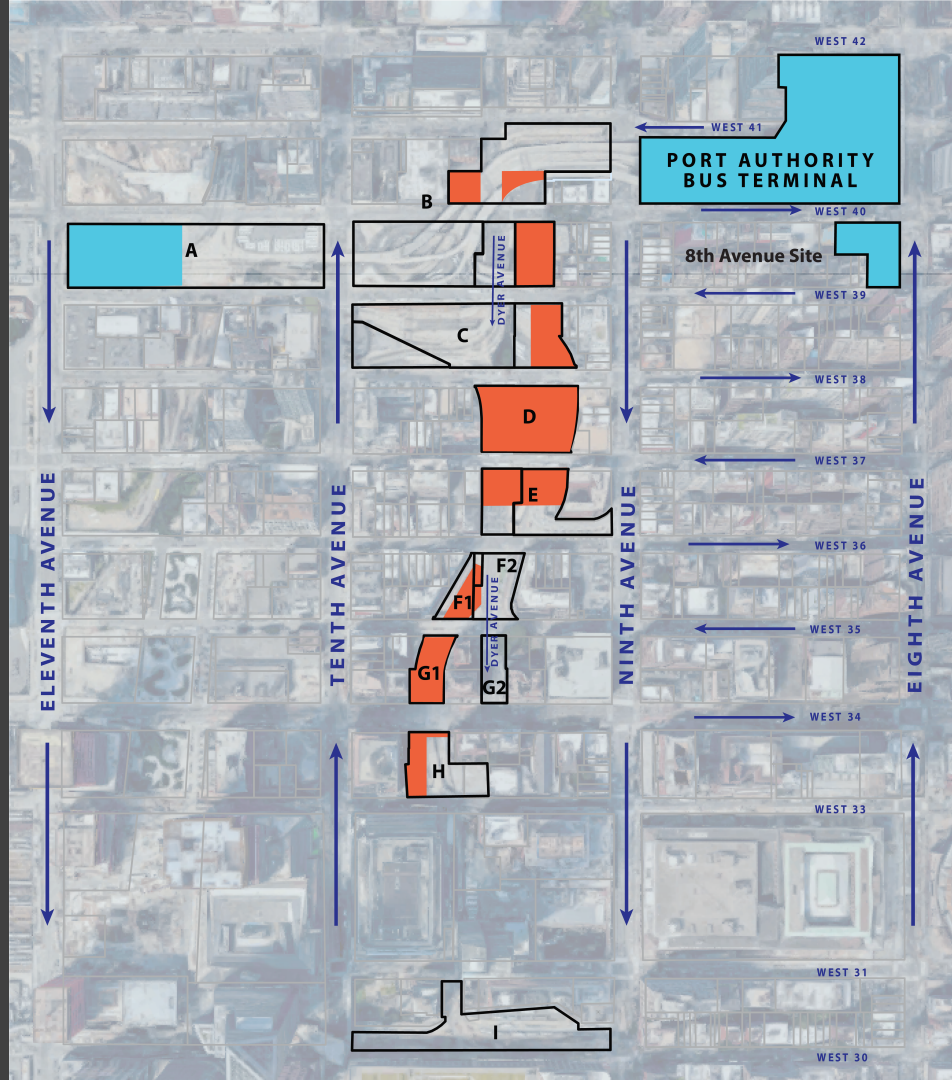 WEST 42
WEST 41
PORT AUTHORITY
BUS TERMINAL
B
WEST 40
A
8th Avenue Site
DYER AVENUE
WEST 39
C
WEST 38
D
WEST 37
E
ELEVENTH AVENUE
TENTH AVENUE
NINTH AVENUE
EIGHTH AVENUE
WEST 36
F2
F1
DYER AVENUE
WEST 35
G1
G2
WEST 34
H
WEST 33
WEST 31
I
WEST 30